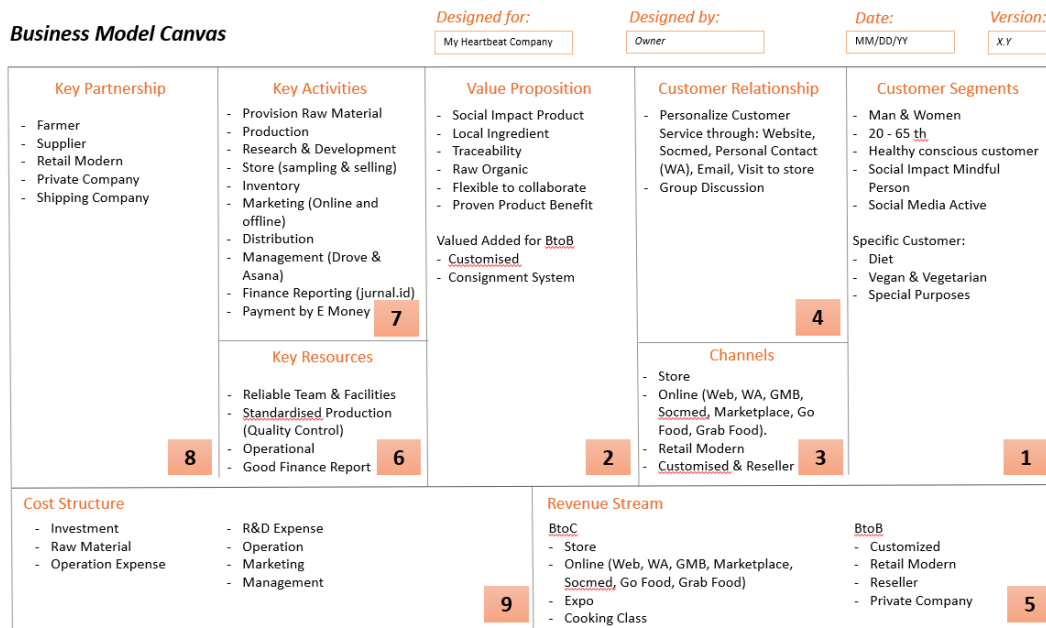 Business Model Canvas
Designed for:
My Heartbeat Company
Designed by:
Owner
Date:
MM/DD/YY
Version:
X.Y
Key Partnership
- Farmer
- Supplier
- Retail Modern
- Private Company
- Shipping Company
8
Key Activities
- Provision Raw Material
- Production
- Research & Development
- Store (sampling & selling)
- Inventory
- Marketing (Online and
offline)
- Distribution
- Management (Drove &
Asana)
- Finance Reporting (jurnal.id)
- Payment by E Money
7
Key Resources
- Reliable Team & Facilities
- Standardised Production
(Quality Control)
- Operational
- Good Finance Report
6
Value Proposition
- Social Impact Product
- Local Ingredient
- Traceability
- Raw Organic
- Flexible to collaborate
- Proven Product Benefit
Valued Added for BtoB
- Customised
- Consignment System
2
Customer Relationship
- Personalize Customer
Service through: Website,
Socmed, Personal Contact
(WA), Email, Visit to store
- Group Discussion
4
Channels
- Store
- Online (Web, WA, GMB,
Socmed, Marketplace, Go
Food, Grab Food).
- Retail Modern
- Customised & Reseller
3
Customer Segments
- Man & Women
- 20 - 65 th
- Healthy conscious customer
- Social Impact Mindful
Person
- Social Media Active
Specific Customer:
- Diet
- Vegan & Vegetarian
- Special Purposes
1
Cost Structure
- Investment
- Raw Material
- Operation Expense
- R&D Expense
- Operation
- Marketing
- Management
9
Revenue Stream
BtoC
- Store
- Online (Web, WA, GMB, Marketplace,
Socmed, Go Food, Grab Food)
- Expo
- Cooking Class
BtoB
- Customized
- Retail Modern
- Reseller
- Private Company
5